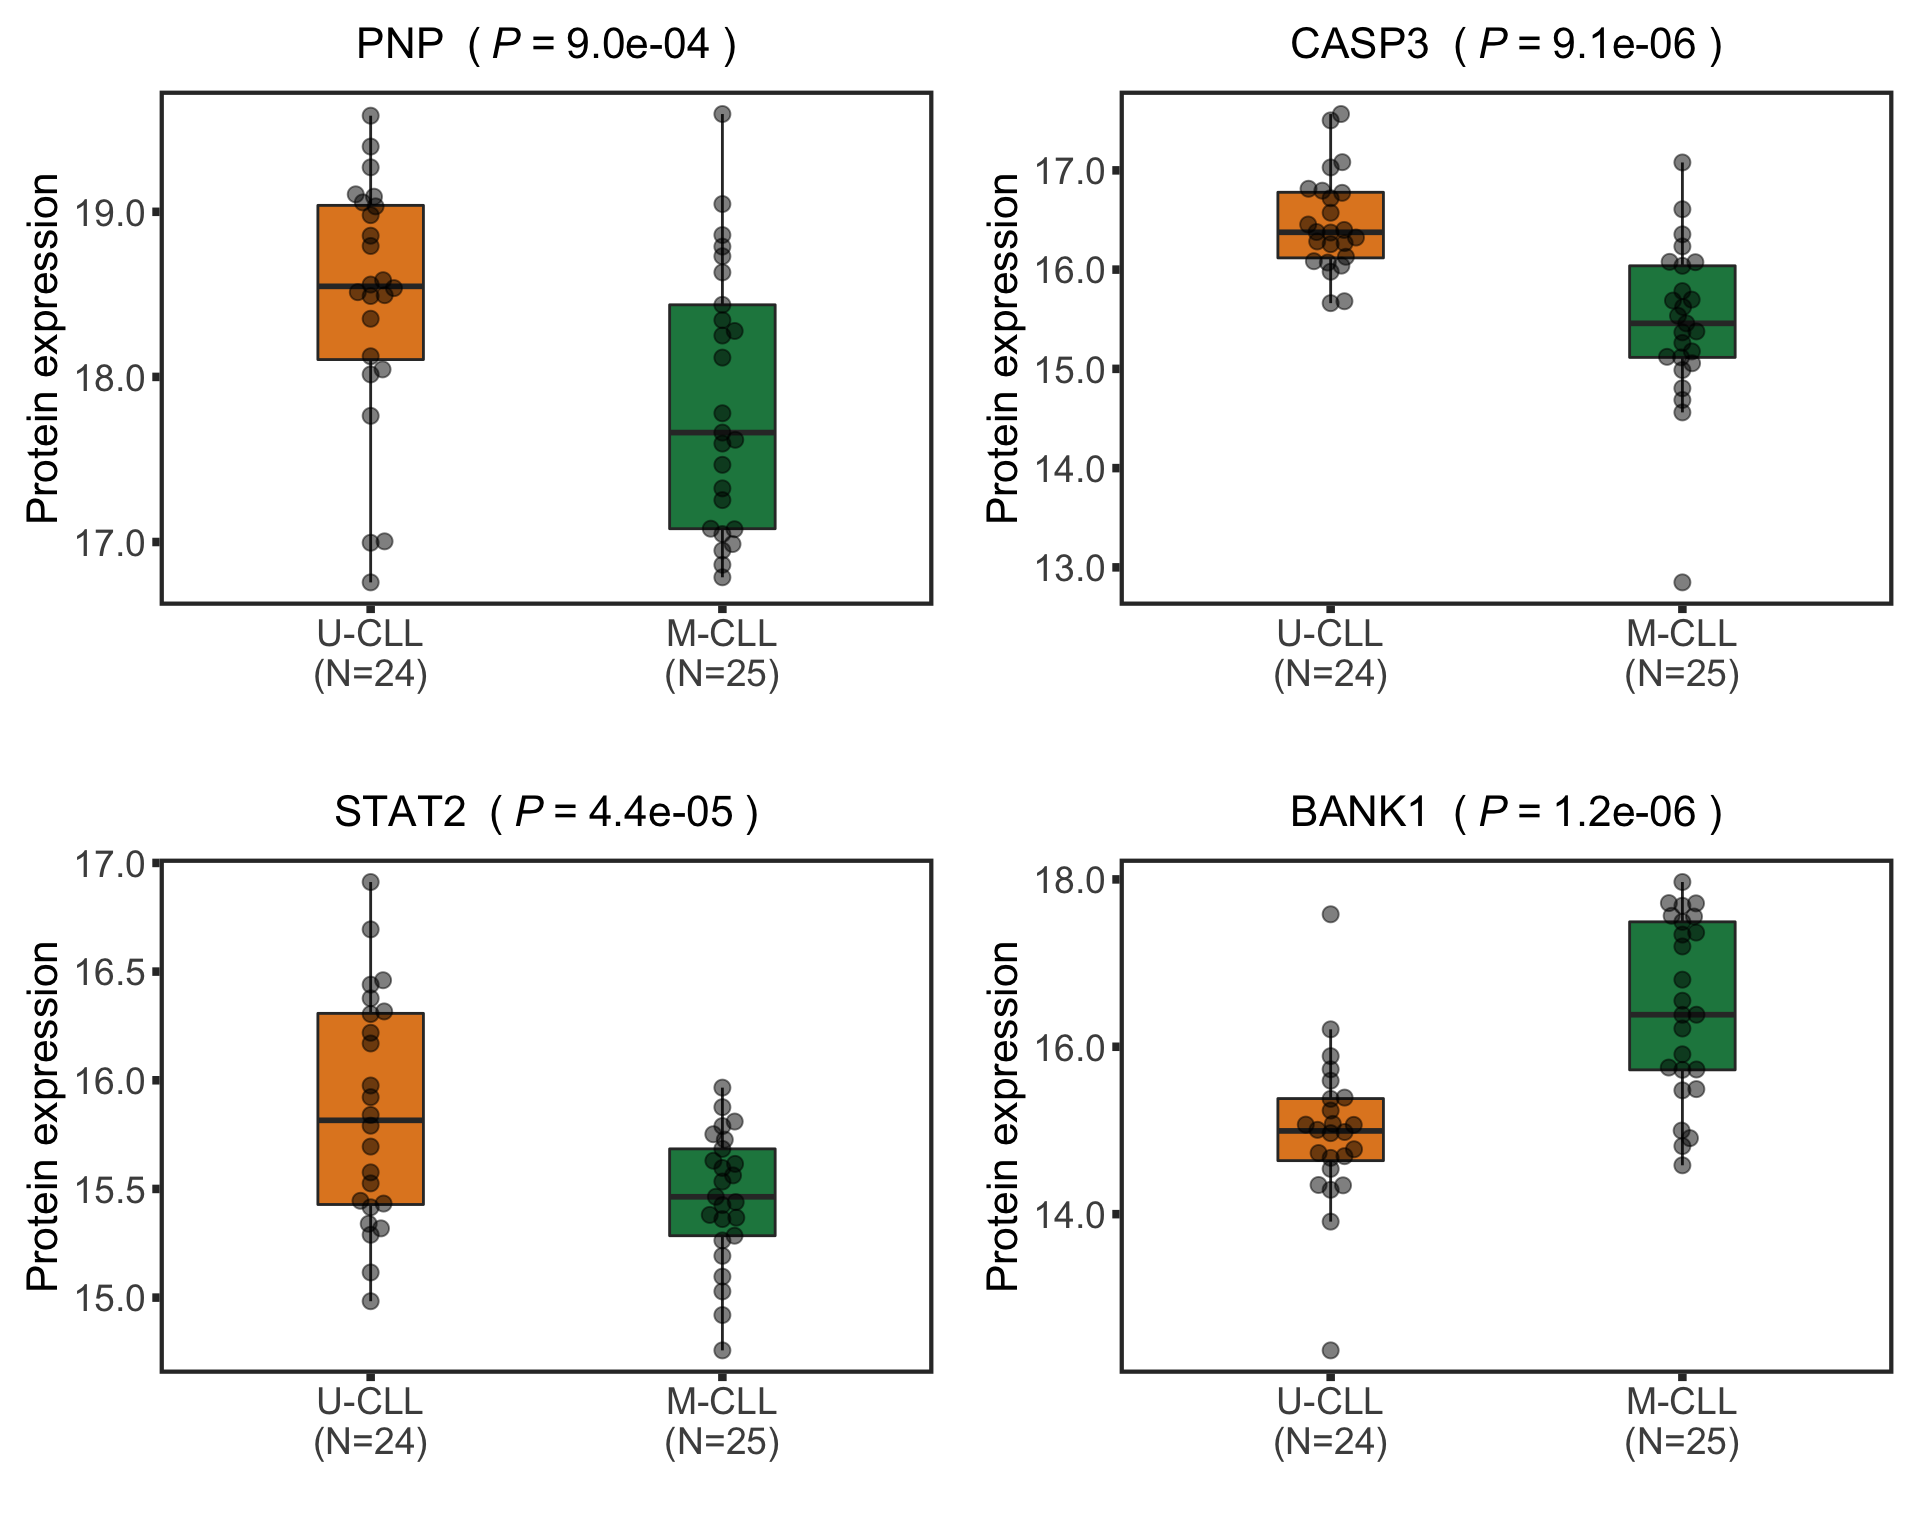 PNP ( P = 9.0e-04 )
Protein expression
19.0
18.0
17.0
U-CLL
(N=24)
M-CLL
(N=25)
CASP3 ( P = 9.1e-06 )
Protein expression
17.0
16.0
15.0
14.0
13.0
U-CLL
(N=24)
M-CLL
(N=25)
STAT2 ( P = 4.4e-05 )
Protein expression
17.0
16.5
16.0
15.5
15.0
U-CLL
(N=24)
M-CLL
(N=25)
BANK1 ( P = 1.2e-06 )
Protein expression
18.0
16.0
14.0
U-CLL
(N=24)
M-CLL
(N=25)